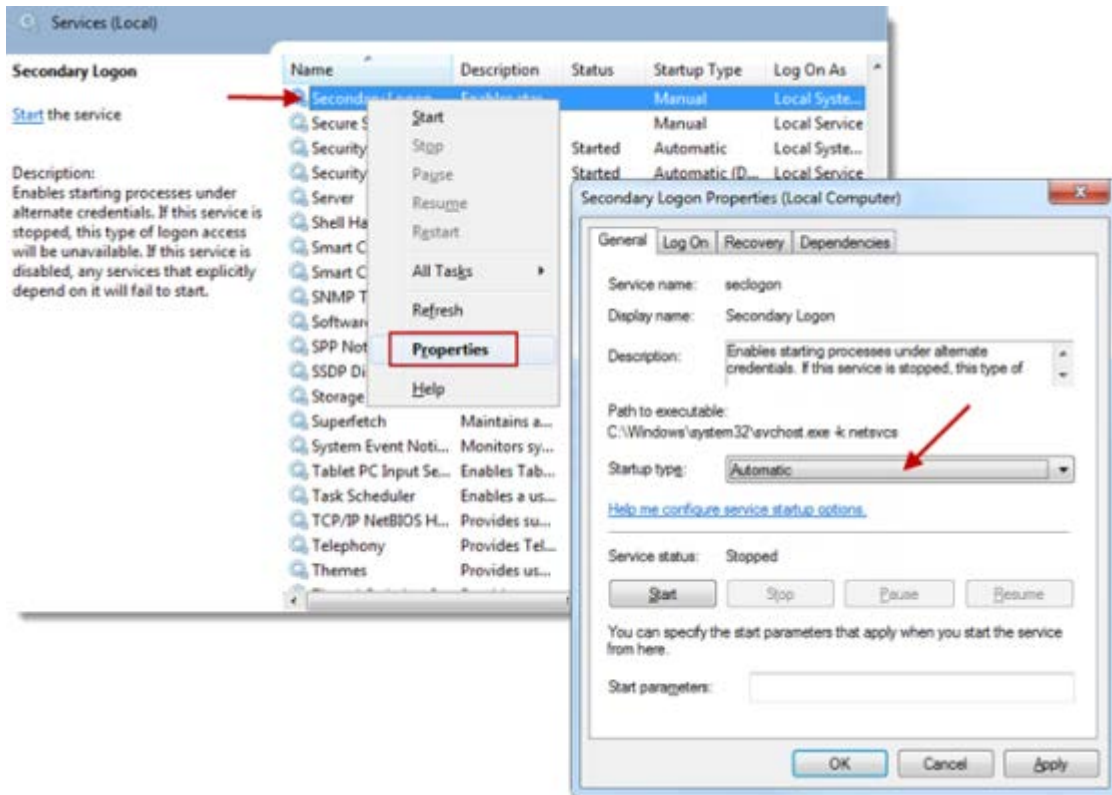 Services (Local)
Secondary Logon
Start the service
Description:
Enables starting processes under
alternate credentials. If this service is
stopped, this type of logon access
will be unavailable. If this service is
disabled, any services that explicitly
depend on it will fail to start.
Name Description Status Startup Type Log On As
Secondary Logon Enables star... Manual Local Syste...
Secure S Manual Local Service
Security Started Automatic Local Syste...
Security Started Automatic (D... Local Service
Server
Shell Ha
Smart C
Smart C
SNMP T
Softwar
SPP Not
SSDP Di
Storage
Superfetch Maintains a...
System Event Noti... Monitors sy...
Tablet PC Input Se... Enables Tab...
Task Scheduler Enables a us...
TCP/IP NetBIOS H... Provides su...
Telephony Provides Tel...
Themes Provides us...
Start
Stop
Pause
Resume
Restart
All Tasks
Refresh
Properties
Help
Secondary Logon Properties (Local Computer)
General Log On Recovery Dependencies
Service name: seclogon
Display name: Secondary Logon
Description: Enables starting processes under alternate
credentials. If this service is stopped, this type of
Path to executable:
C:\Windows\system32\svchost.exe -k netsvcs
Startup type: Automatic
Help me configure service startup options.
Service status: Stopped
Start Stop Pause Resume
You can specify the start parameters that apply when you start the service
from here.
Start parameters:
OK Cancel Apply